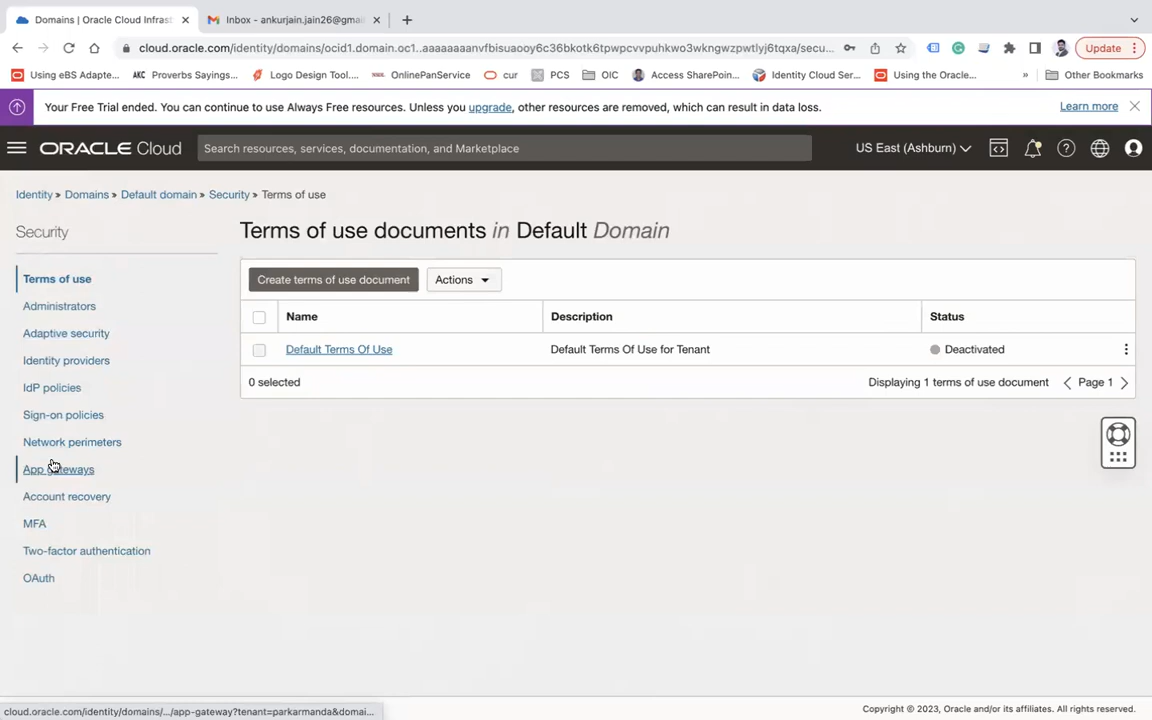 Domains | Oracle Cloud Infrast
Inbox - ankurjain.jain26@gmai
cloud.oracle.com/identity/domains/ocid1.domain.oc1..aaaaaaaanvfbisuaooy6c36bkotk6tpwpcvvpuhkwo3wkngwzpwtlyj6tqxa/secu...
Update
Using eBS Adapte...
AKC Proverbs Sayings...
Logo Design Tool....
OnlinePanService
cur
PCS
OIC
Access SharePoin...
Identity Cloud Ser...
Using the Oracle...
»
Other Bookmarks
Your Free Trial ended. You can continue to use Always Free resources. Unless you upgrade, other resources are removed, which can result in data loss.
Learn more
ORACLE Cloud
Search resources, services, documentation, and Marketplace
US East (Ashburn)
Identity » Domains » Default domain » Security » Terms of use
Security
Terms of use
Administrators
Adaptive security
Identity providers
IdP policies
Sign-on policies
Network perimeters
App gateways
Account recovery
MFA
Two-factor authentication
OAuth
Terms of use documents in Default Domain
Create terms of use document
Actions
Name Description Status
Default Terms Of Use Default Terms Of Use for Tenant Deactivated
0 selected
Displaying 1 terms of use document
Page 1
cloud.oracle.com/identity/domains/.../app-gateway?tenant=parkarmanda&domai...
Copyright © 2023, Oracle and/or its affiliates. All rights reserved.